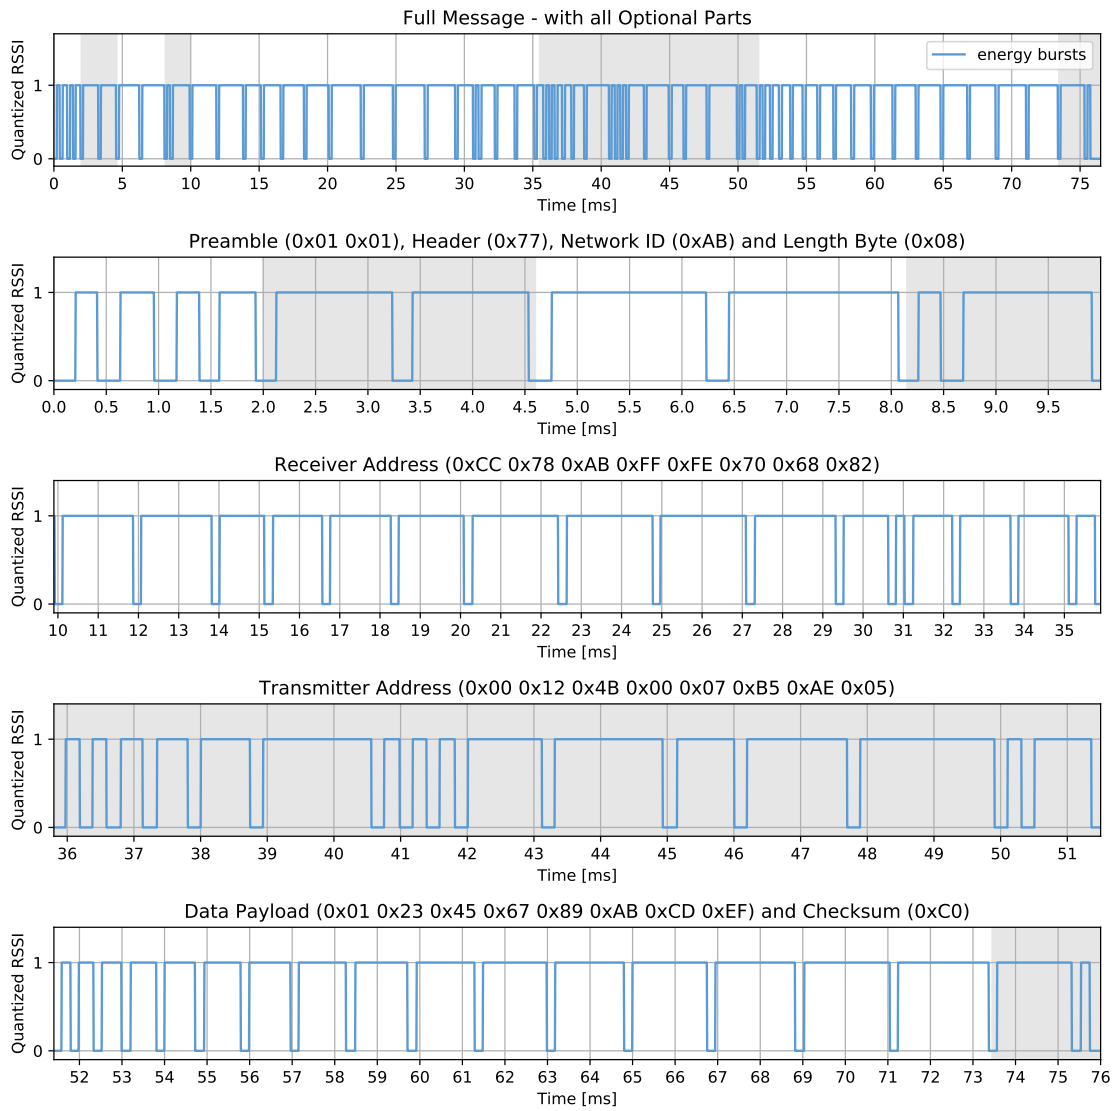 Full Message - with all Optional Parts
Quantized RSSI
1
0
energy bursts
0 5 10 15 20 25 30 35 40 45 50 55 60 65 70 75
Time [ms]
Preamble (0x01 0x01), Header (0x77), Network ID (0xAB) and Length Byte (0x08)
Quantized RSSI
1
0
0.0 0.5 1.0 1.5 2.0 2.5 3.0 3.5 4.0 4.5 5.0 5.5 6.0 6.5 7.0 7.5 8.0 8.5 9.0 9.5
Time [ms]
Receiver Address (0xCC 0x78 0xAB 0xFF 0xFE 0x70 0x68 0x82)
Quantized RSSI
1
0
10 11 12 13 14 15 16 17 18 19 20 21 22 23 24 25 26 27 28 29 30 31 32 33 34 35
Time [ms]
Transmitter Address (0x00 0x12 0x4B 0x00 0x07 0xB5 0xAE 0x05)
Quantized RSSI
1
0
36 37 38 39 40 41 42 43 44 45 46 47 48 49 50 51
Time [ms]
Data Payload (0x01 0x23 0x45 0x67 0x89 0xAB 0xCD 0xEF) and Checksum (0xC0)
Quantized RSSI
1
0
52 53 54 55 56 57 58 59 60 61 62 63 64 65 66 67 68 69 70 71 72 73 74 75 76
Time [ms]